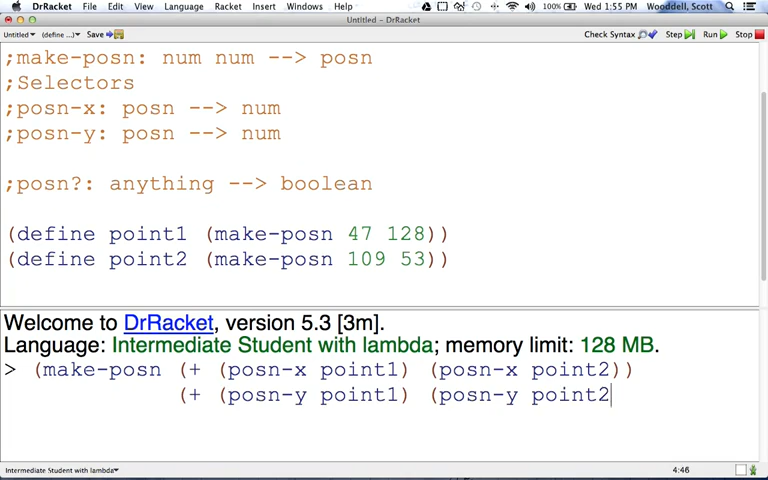 DrRacket File Edit View Language Racket Insert Windows Help 100% Wed 1:55 PM Wooddell, Scott
Untitled - DrRacket
Untitled (define ...) Save Check Syntax Step Run Stop
;make-posn: num num --> posn
;Selectors
;posn-x: posn --> num
;posn-y: posn --> num
;posn?: anything --> boolean
(define point1 (make-posn 47 128))
(define point2 (make-posn 109 53))
Welcome to DrRacket, version 5.3 [3m].
Language: Intermediate Student with lambda; memory limit: 128 MB.
> (make-posn (+ (posn-x point1) (posn-x point2))
(+ (posn-y point1) (posn-y point2
Intermediate Student with lambda 4:46